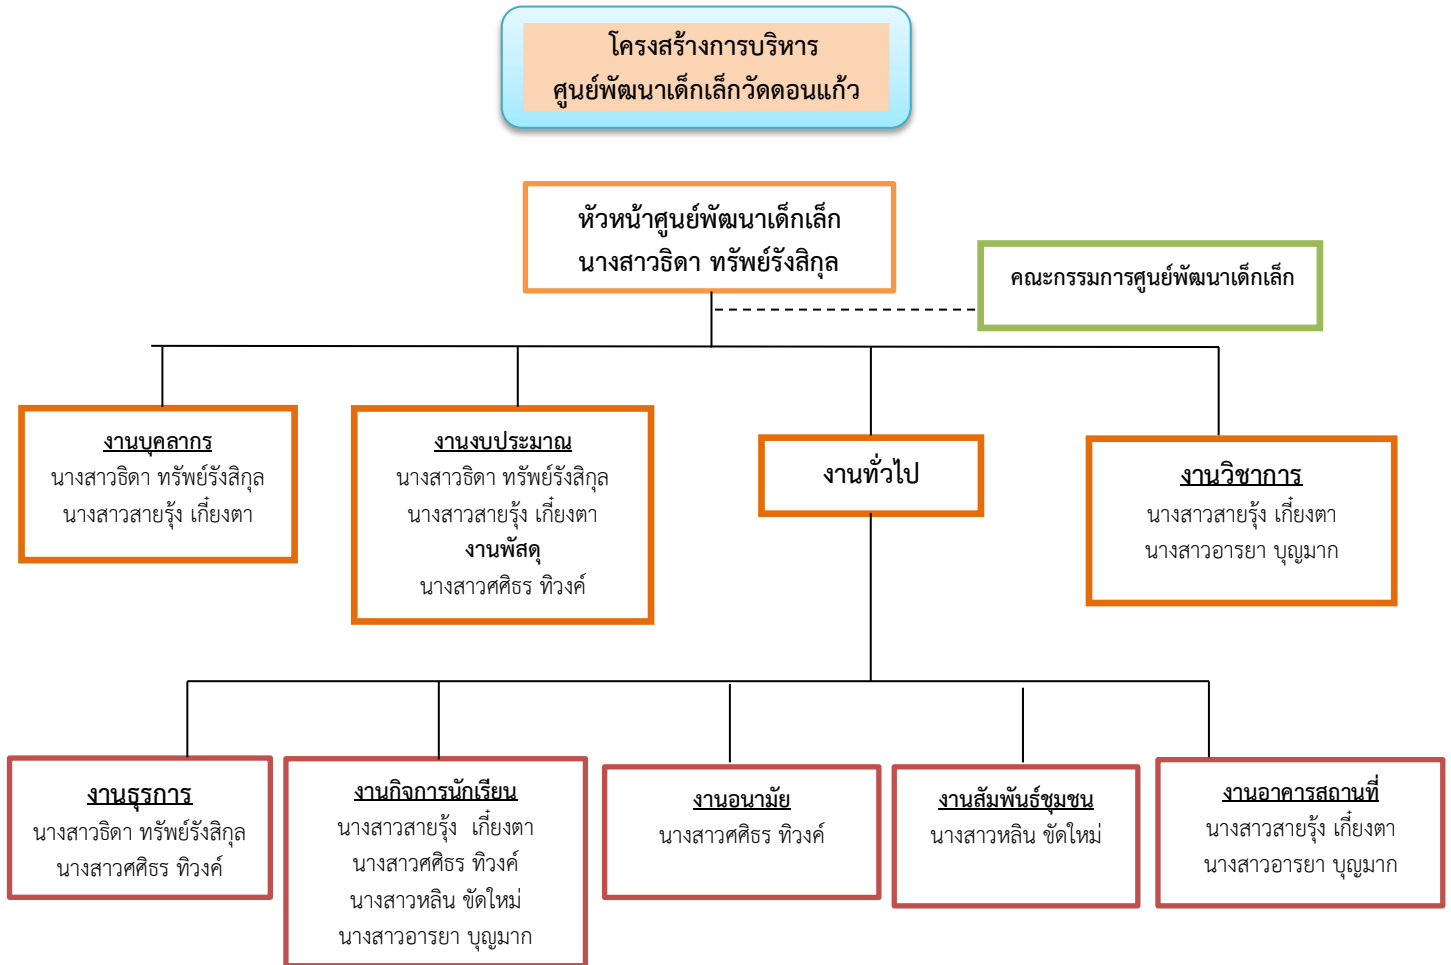 โครงสร้างการบริหาร
ศูนย์พัฒนาเด็กเล็กวัดดอนแก้ว
หัวหน้าศูนย์พัฒนาเด็กเล็ก
นางสาวธิดา ทรัพย์รังสิกุล
คณะกรรมการศูนย์พัฒนาเด็กเล็ก
งานบุคลากร
นางสาวธิดา ทรัพย์รังสิกุล
นางสาวสายรุ้ง เกี๋ยงตา
งานงบประมาณ
นางสาวธิดา ทรัพย์รังสิกุล
นางสาวสายรุ้ง เกี๋ยงตา
งานพัสดุ
นางสาวศศิธร ทิวงค์
งานทั่วไป
งานวิชาการ
นางสาวสายรุ้ง เกี๋ยงตา
นางสาวอารยา บุญมาก
งานธุรการ
นางสาวธิดา ทรัพย์รังสิกุล
นางสาวศศิธร ทิวงค์
งานกิจการนักเรียน
นางสาวสายรุ้ง  เกี๋ยงตา
นางสาวศศิธร ทิวงค์
นางสาวหลิน ขัดใหม่
นางสาวอารยา บุญมาก
งานอนามัย
นางสาวศศิธร ทิวงค์
งานสัมพันธ์ชุมชน
นางสาวหลิน ขัดใหม่
งานอาคารสถานที่
นางสาวสายรุ้ง เกี๋ยงตา
นางสาวอารยา บุญมาก